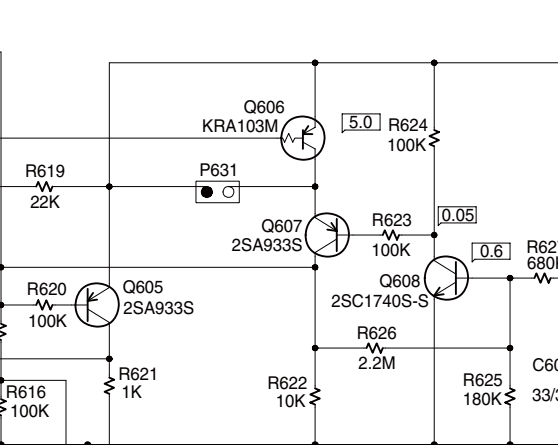 Q606
KRA103M
5.0
R624
100K
R619
22K
P631
0.05
Q607
2SA933S
R623
100K
0.6
R620
100K
Q605
2SA933S
Q608
2SC1740S-S
R626
2.2M
R616
100K
R621
1K
R622
10K
R625
180K